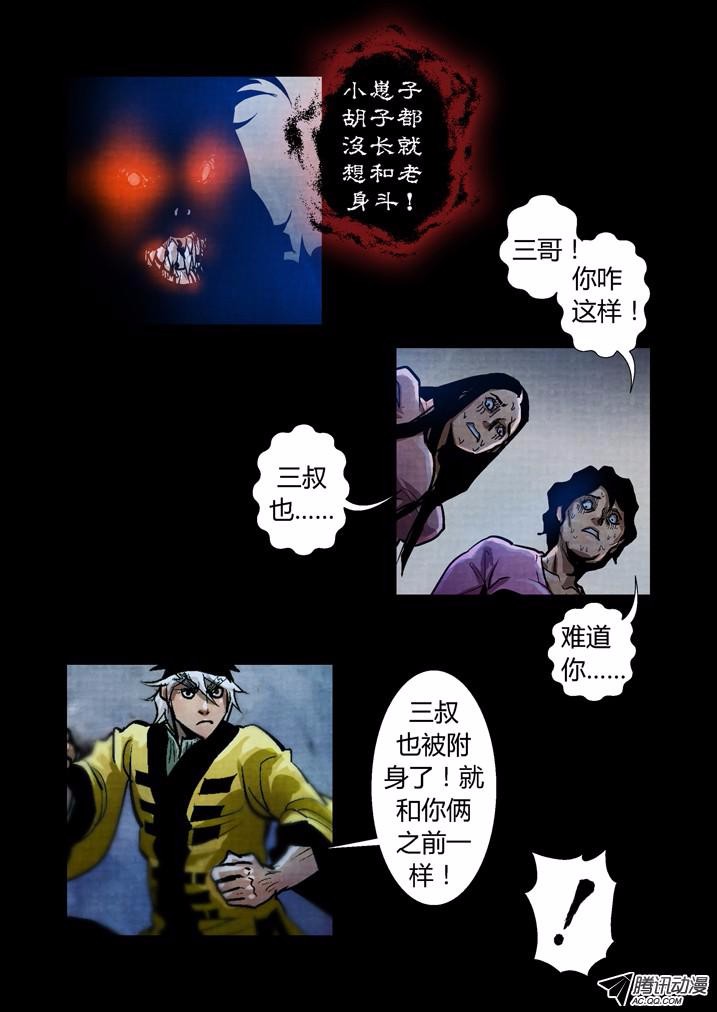 小崽子
胡子都
沒长就
想和老
身斗！
三哥！
你咋
这样！
三叔
也……
难道
你……
三叔
也被附
身了！就
和你俩
之前一
样！
！
腾讯动漫
AC.QQ.COM